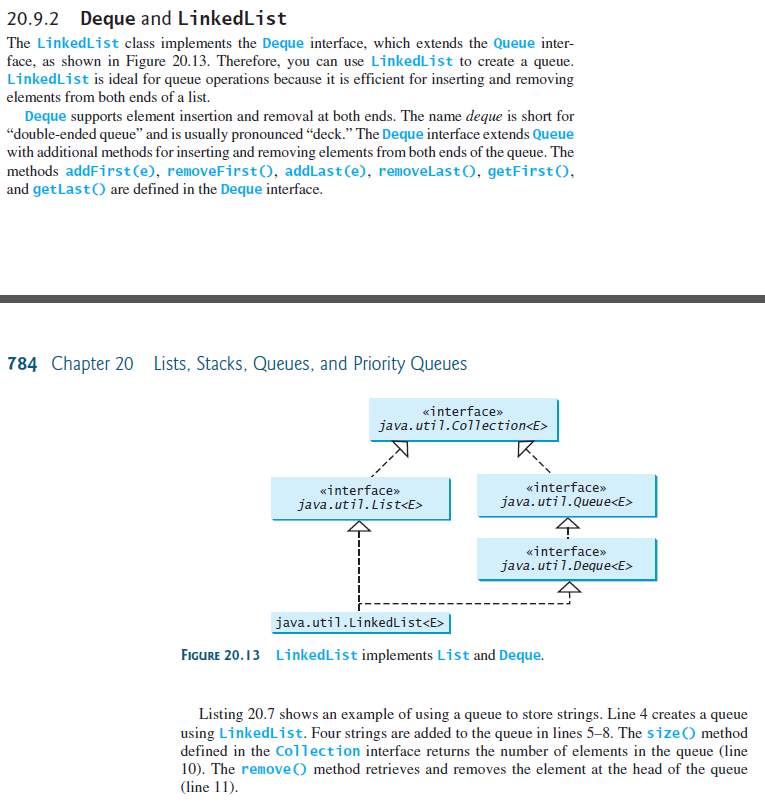 20.9.2 Deque and LinkedList
The LinkedList class implements the Deque interface, which extends the Queue inter-
face, as shown in Figure 20.13. Therefore, you can use LinkedList to create a queue.
LinkedList is ideal for queue operations because it is efficient for inserting and removing
elements from both ends of a list.
Deque supports element insertion and removal at both ends. The name deque is short for
“double-ended queue” and is usually pronounced “deck.” The Deque interface extends Queue
with additional methods for inserting and removing elements from both ends of the queue. The
methods addFirst(e), removeFirst(), addLast(e), removeLast(), getFirst(),
and getLast() are defined in the Deque interface.
784 Chapter 20 Lists, Stacks, Queues, and Priority Queues
«interface»
java.util.Collection<E>
«interface»
java.util.List<E>
«interface»
java.util.Queue<E>
«interface»
java.util.Deque<E>
java.util.LinkedList<E>
FIGURE 20.13 LinkedList implements List and Deque.
Listing 20.7 shows an example of using a queue to store strings. Line 4 creates a queue
using LinkedList. Four strings are added to the queue in lines 5–8. The size() method
defined in the Collection interface returns the number of elements in the queue (line
10). The remove() method retrieves and removes the element at the head of the queue
(line 11).